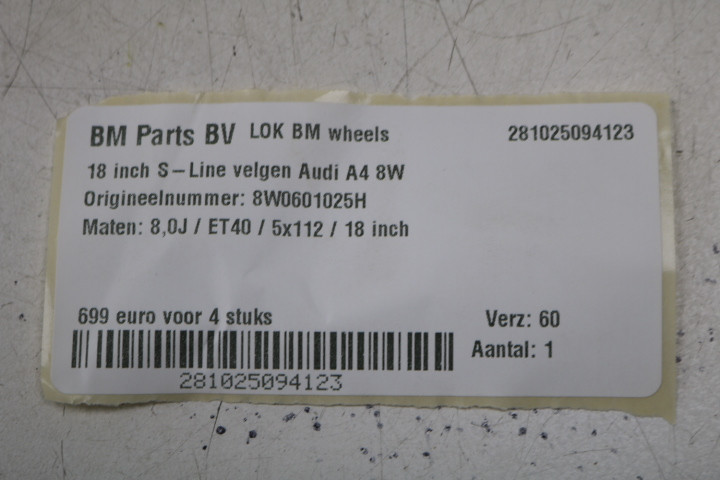 BM Parts BV LOK BM wheels 281025094123
18 inch S-Line velgen Audi A4 8W
Origineelnummer: 8W0601025H
Maten: 8,0J / ET40 / 5x112 / 18 inch
699 euro voor 4 stuks Verz: 60
Aantal: 1
281025094123